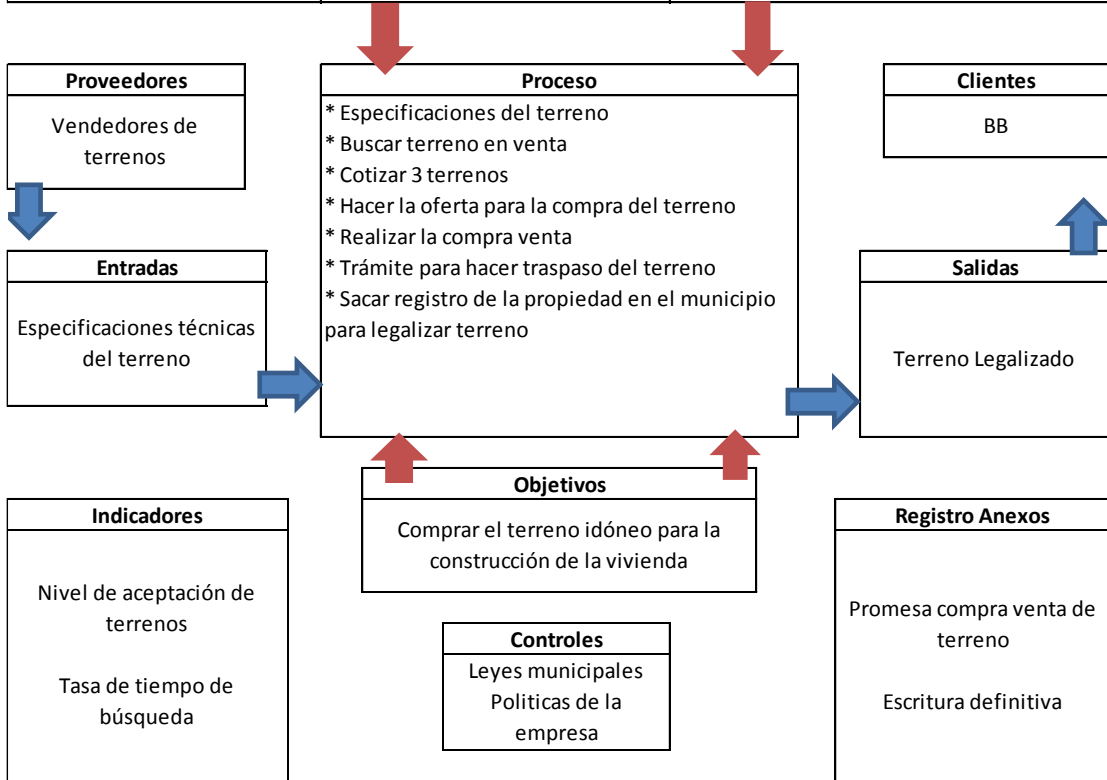 Proveedores
Vendedores de
terrenos
Proceso
* Especificaciones del terreno
* Buscar terreno en venta
* Cotizar 3 terrenos
* Hacer la oferta para la compra del terreno
* Realizar la compra venta
* Trámite para hacer traspaso del terreno
* Sacar registro de la propiedad en el municipio
para legalizar terreno
Clientes
BB
Entradas
Especificaciones técnicas
del terreno
Salidas
Terreno Legalizado
Objetivos
Comprar el terreno idóneo para la
construcción de la vivienda
Indicadores
Nivel de aceptación de
terrenos
Tasa de tiempo de
búsqueda
Controles
Leyes municipales
Politicas de la
empresa
Registro Anexos
Promesa compra venta de
terreno
Escritura definitiva